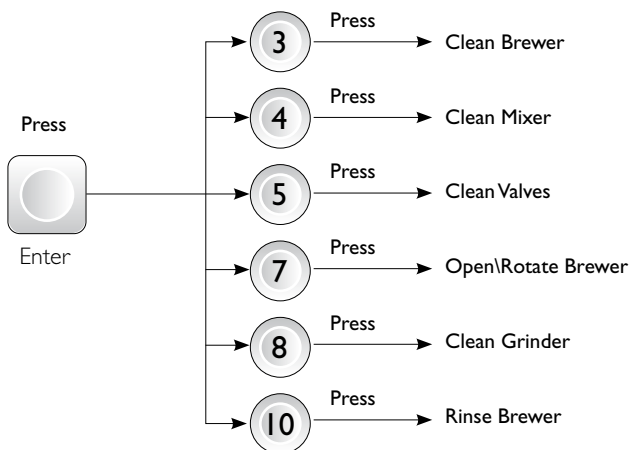 Press
Enter
3
Press
Clean Brewer
4
Press
Clean Mixer
5
Press
Clean Valves
7
Press
Open\Rotate Brewer
8
Press
Clean Grinder
10
Press
Rinse Brewer